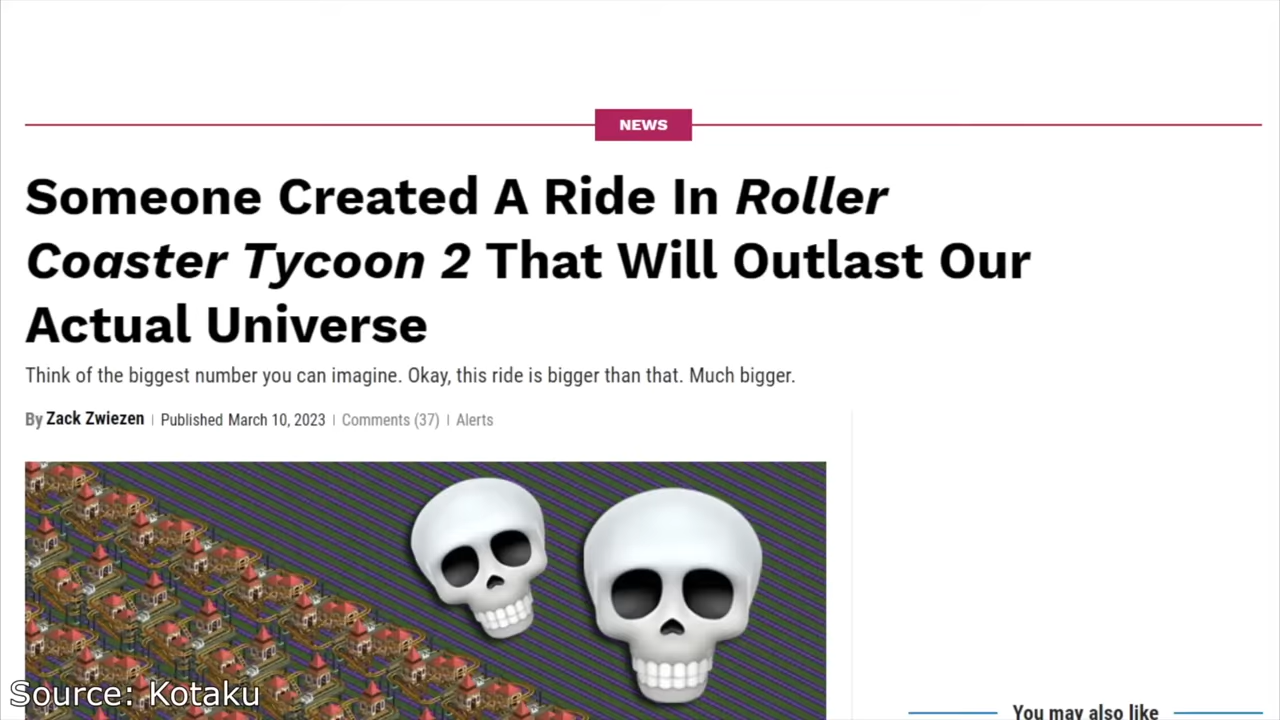 NEWS
Someone Created A Ride In Roller
Coaster Tycoon 2 That Will Outlast Our
Actual Universe
Think of the biggest number you can imagine. Okay, this ride is bigger than that. Much bigger.
By Zack Zwiezen | Published March 10, 2023 | Comments (37) | Alerts
Source: Kotaku
You may also like